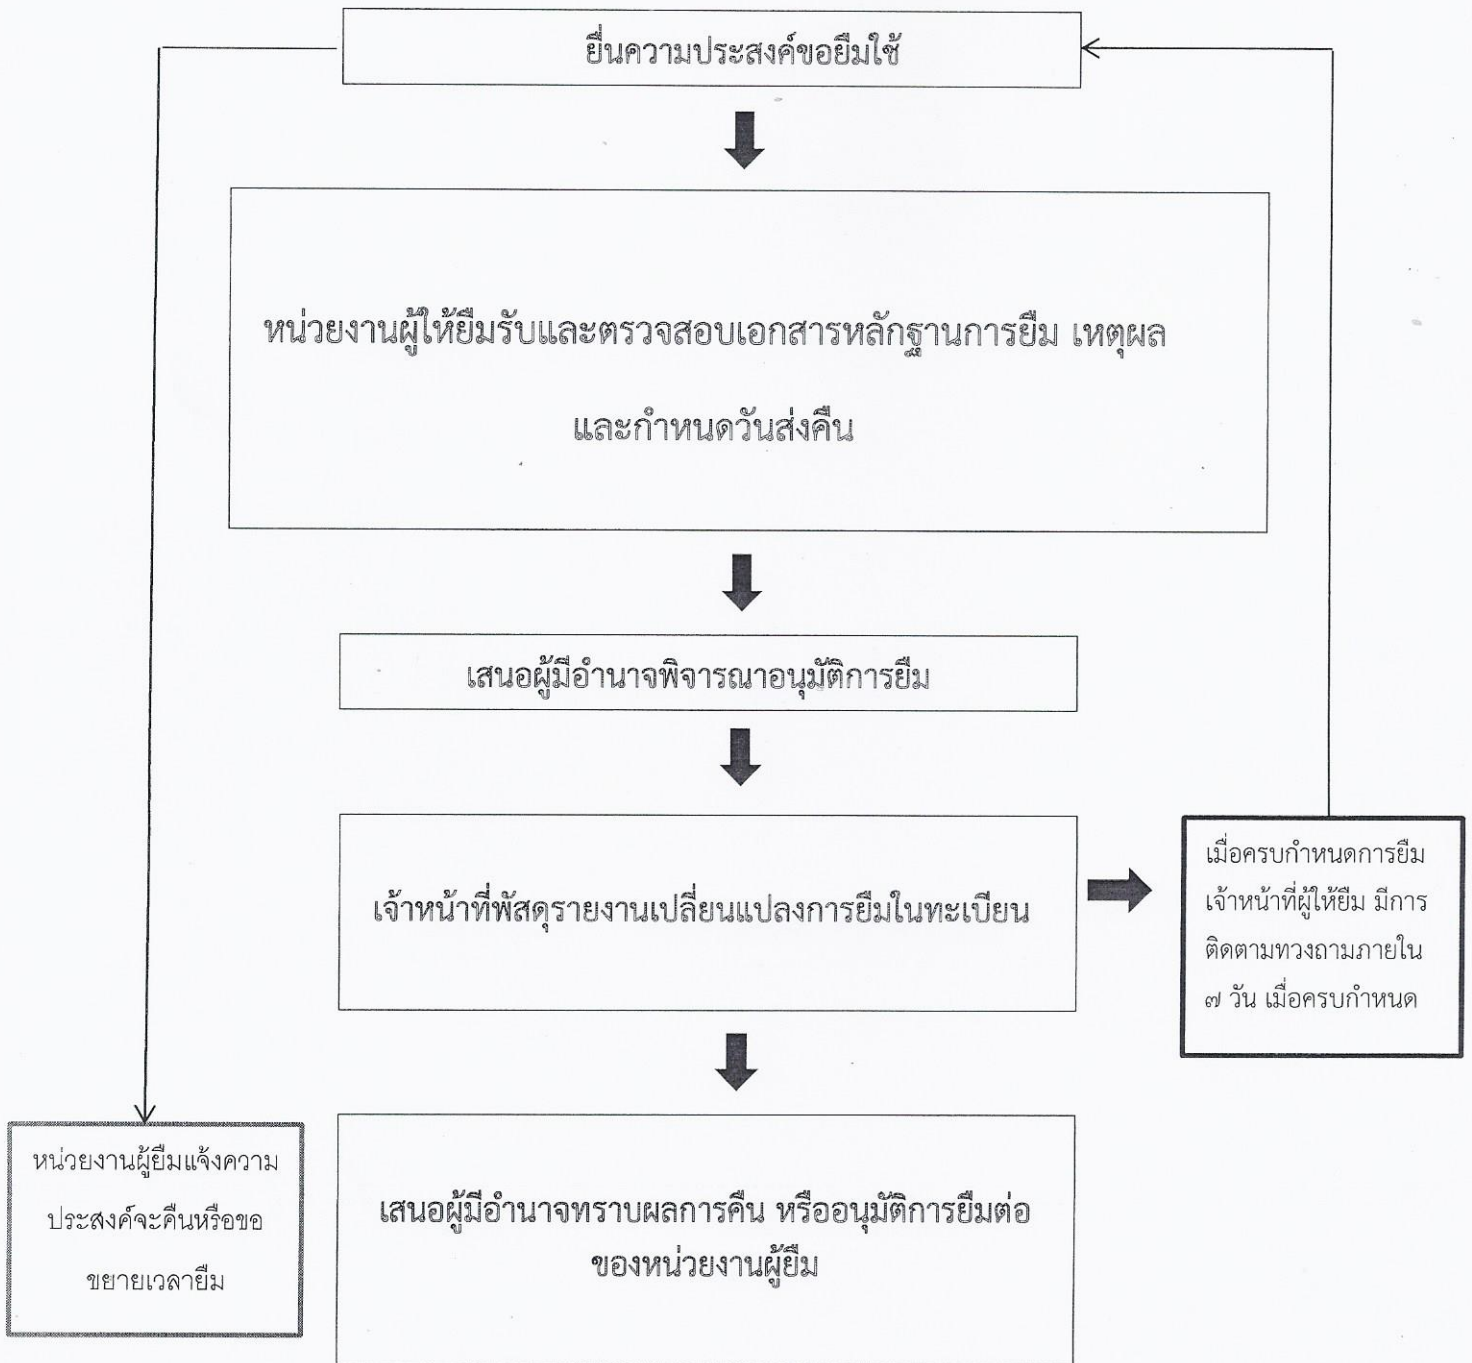 ยื่นความประสงค์ขอยืมใช้
หน่วยงานผู้ให้ยืมรับและตรวจสอบเอกสารหลักฐานการยืม เหตุผล
และกำหนดวันส่งคืน
เสนอผู้มีอำนาจพิจารณาอนุมัติการยืม
เจ้าหน้าที่พัสดุรายงานเปลี่ยนแปลงการยืมในทะเบียน
เมื่อครบกำหนดการยืม
เจ้าหน้าที่ผู้ให้ยืม มีการ
ติดตามทวงถามภายใน
๗ วัน เมื่อครบกำหนด
หน่วยงานผู้ยืมแจ้งความ
ประสงค์จะคืนหรือขอ
ขยายเวลายืม
เสนอผู้มีอำนาจทราบผลการคืน หรืออนุมัติการยืมต่อ
ของหน่วยงานผู้ยืม